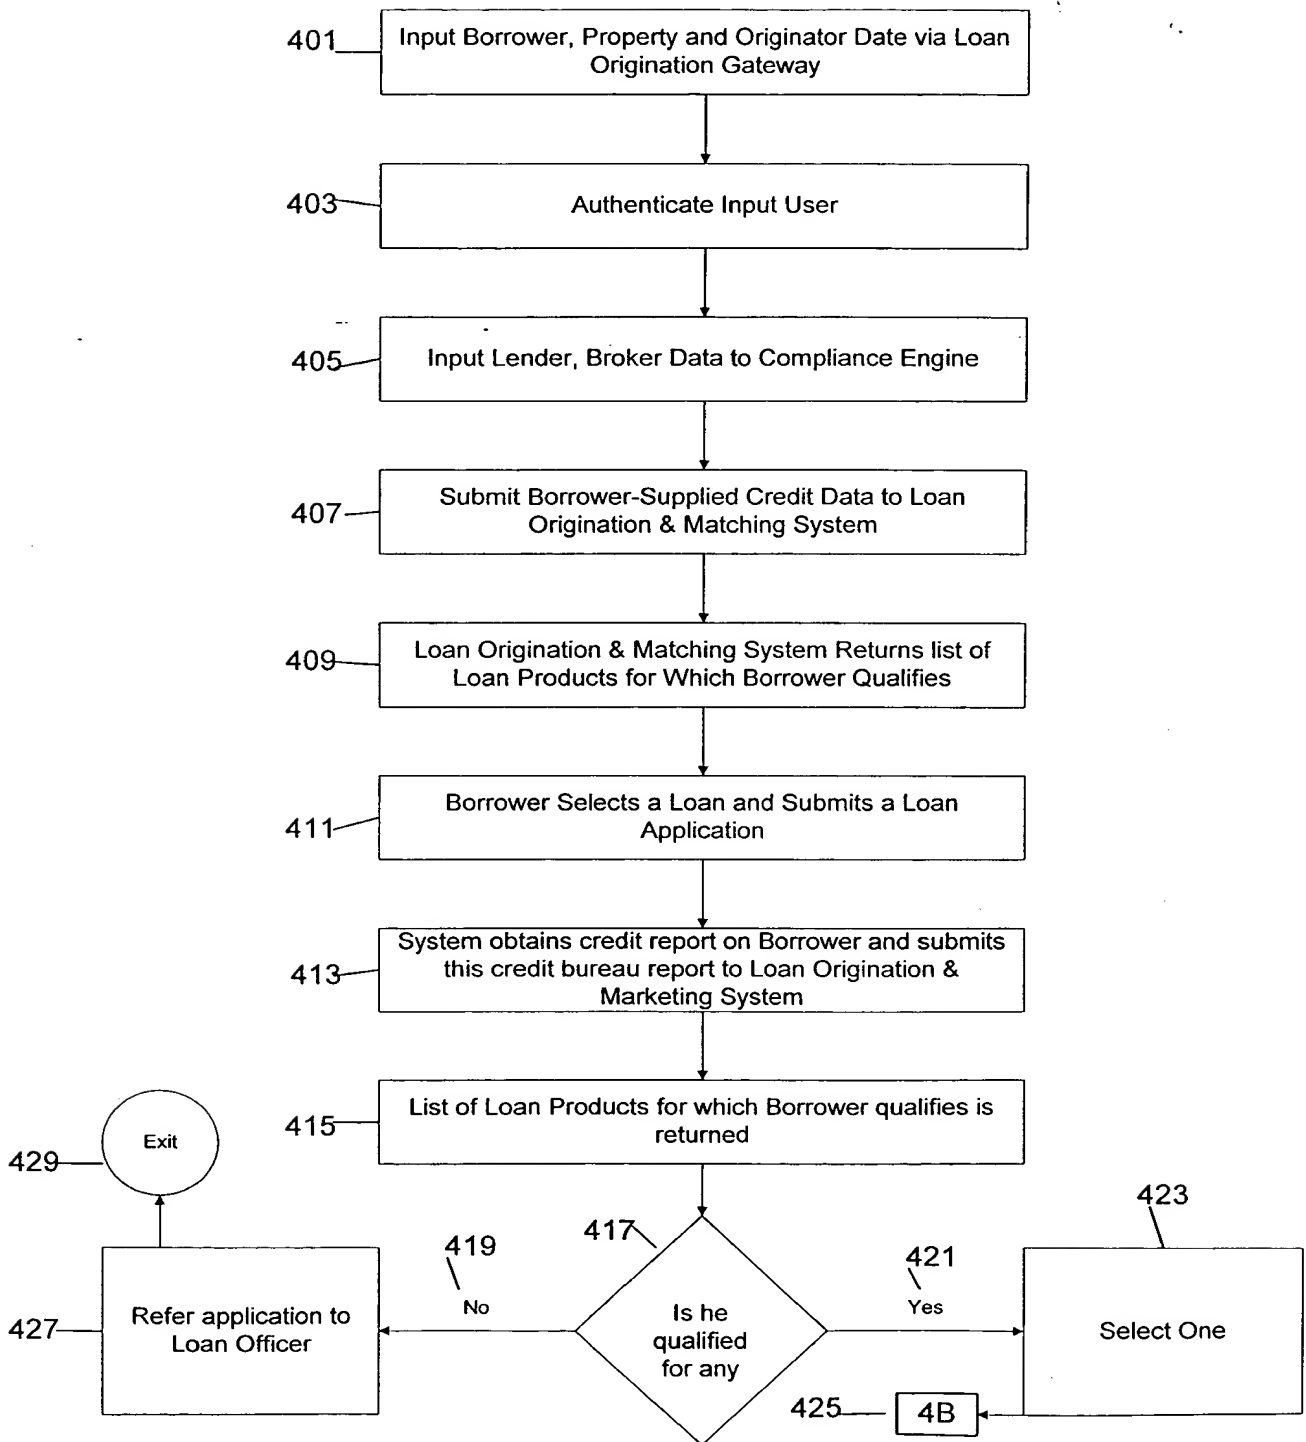 401
Input Borrower, Property and Originator Date via Loan
Origination Gateway
403
Authenticate Input User
405
Input Lender, Broker Data to Compliance Engine
407
Submit Borrower-Supplied Credit Data to Loan
Origination & Matching System
409
Loan Origination & Matching System Returns list of
Loan Products for Which Borrower Qualifies
411
Borrower Selects a Loan and Submits a Loan
Application
413
System obtains credit report on Borrower and submits
this credit bureau report to Loan Origination &
Marketing System
415
List of Loan Products for which Borrower qualifies is
returned
429
Exit
417
419
No
421
Yes
423
427
Refer application to
Loan Officer
Is he
qualified
for any
Select One
425
4B